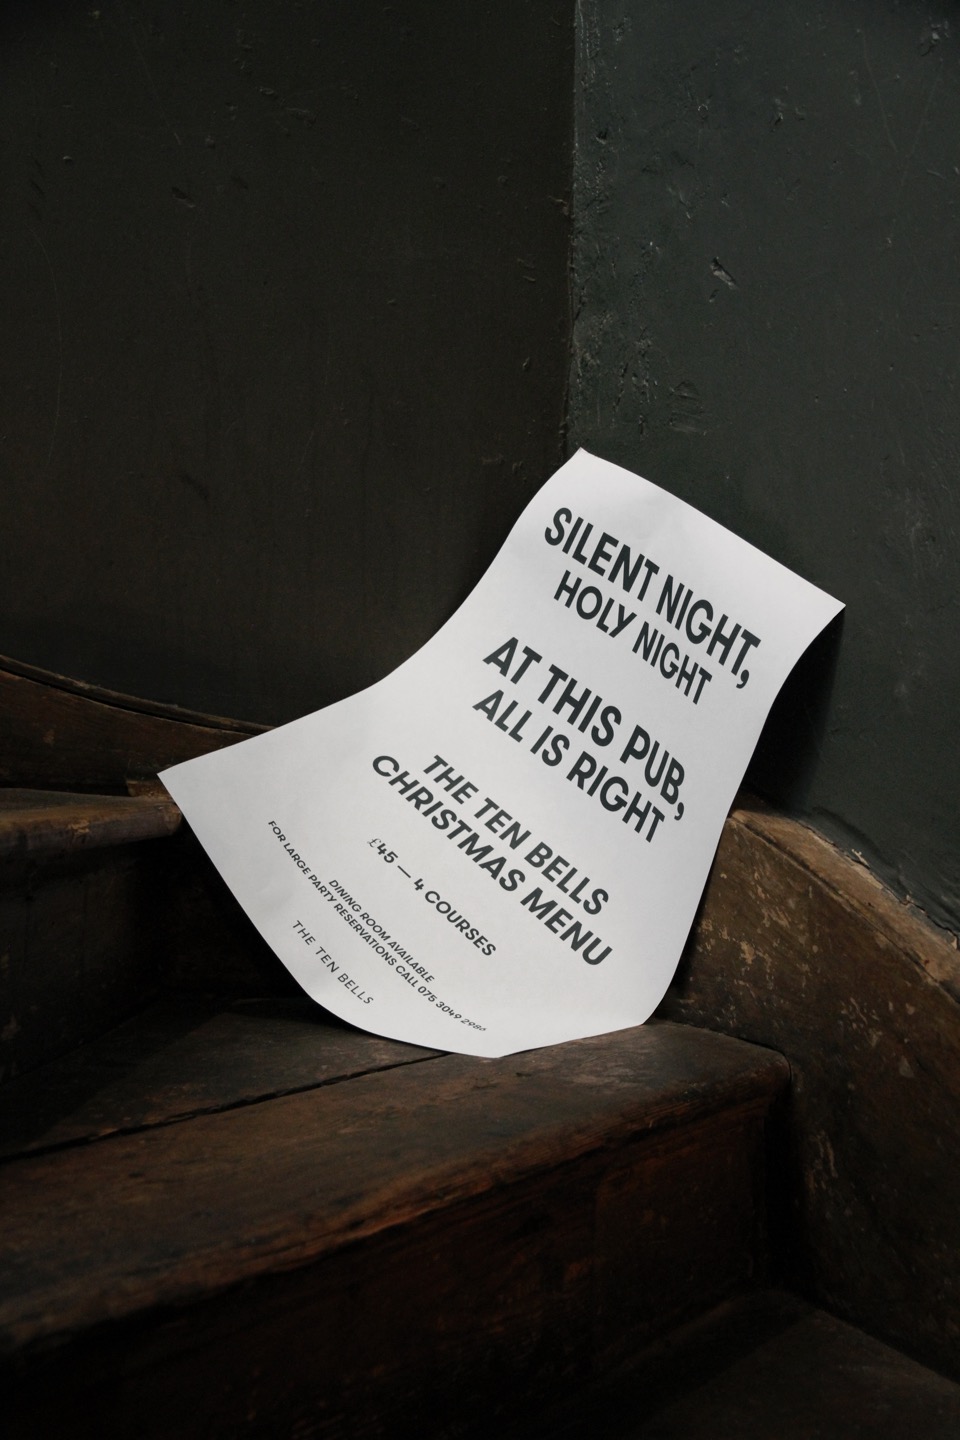 SILENT NIGHT,
HOLY NIGHT
AT THIS PUB,
ALL IS RIGHT
THE TEN BELLS
CHRISTMAS MENU
£45 — 4 COURSES
DINING ROOM AVAILABLE
FOR LARGE PARTY RESERVATIONS CALL 075 3049 2986
THE TEN BELLS